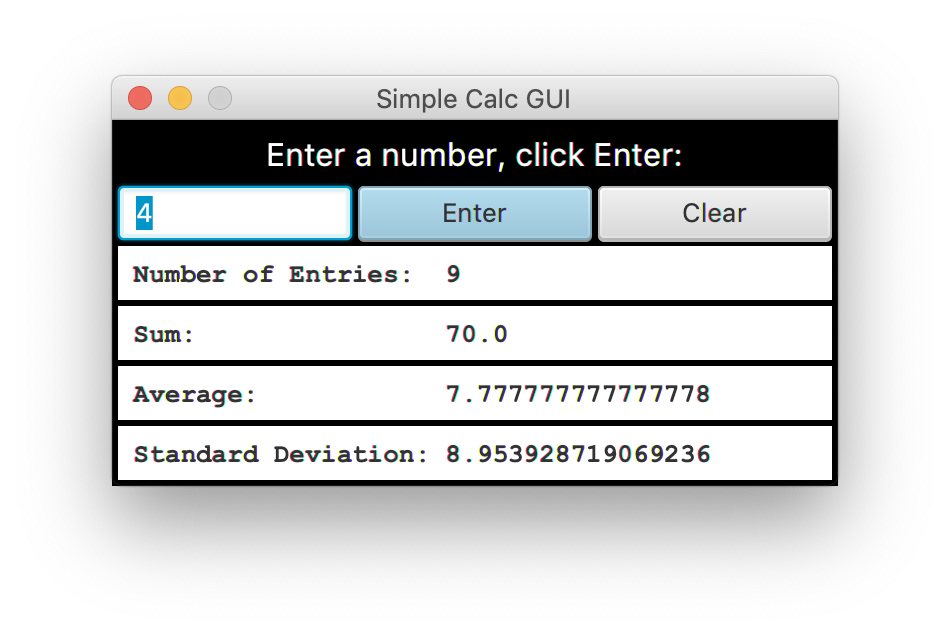 Simple Calc GUI
Enter a number, click Enter:
4 Enter Clear
Number of Entries: 9
Sum: 70.0
Average: 7.777777777777778
Standard Deviation: 8.953928719069236